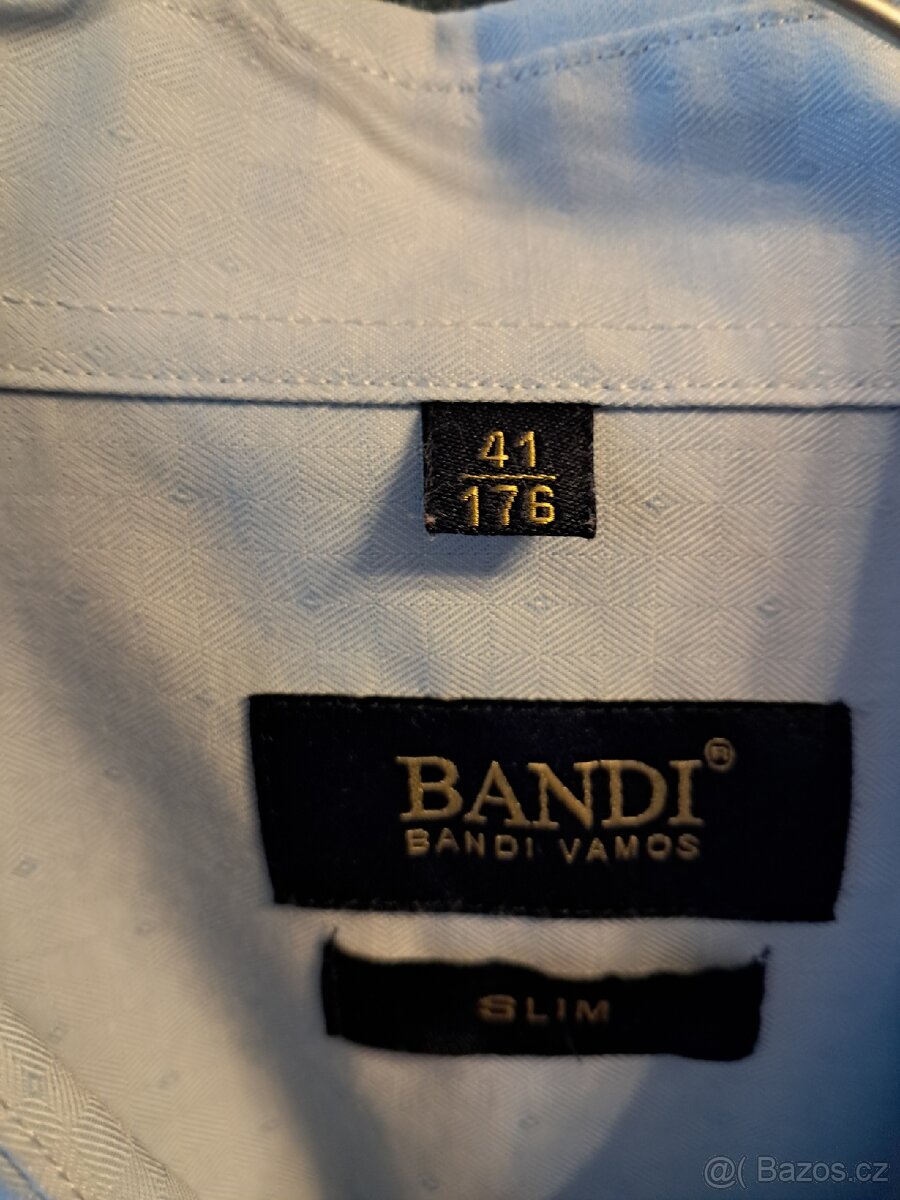 41
176
BANDI®
BANDI VAMOS
SLIM
@( Bazos.cz